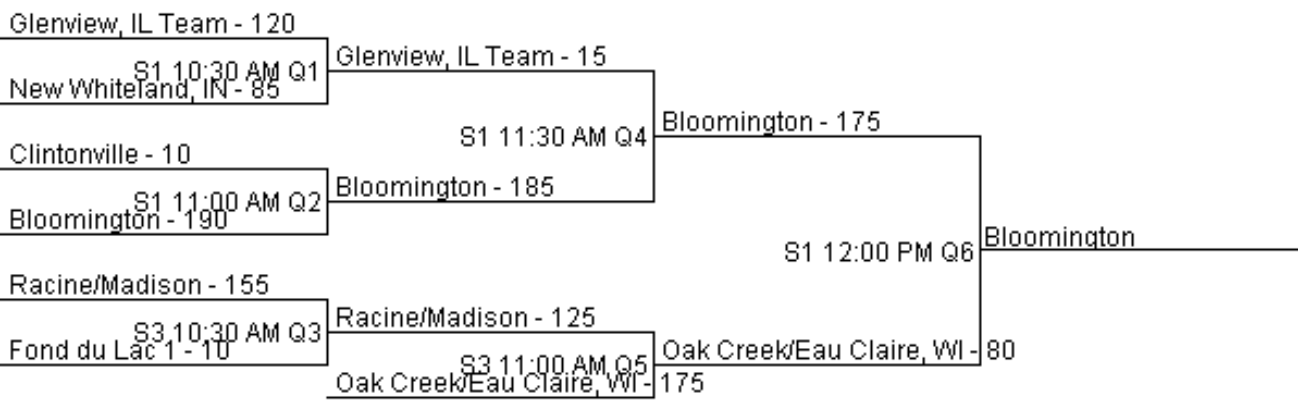 Glenview, IL Team - 120
S1 10:30 AM Q1
New Whiteland, IN - 85
Glenview, IL Team - 15
S1 11:30 AM Q4
Clintonville - 10
S1 11:00 AM Q2
Bloomington - 190
Bloomington - 185
Bloomington - 175
S1 12:00 PM Q6
Bloomington
Racine/Madison - 155
S3 10:30 AM Q3
Fond du Lac 1 - 10
Racine/Madison - 125
S3 11:00 AM Q5
Oak Creek/Eau Claire, WI - 175
Oak Creek/Eau Claire, WI - 80